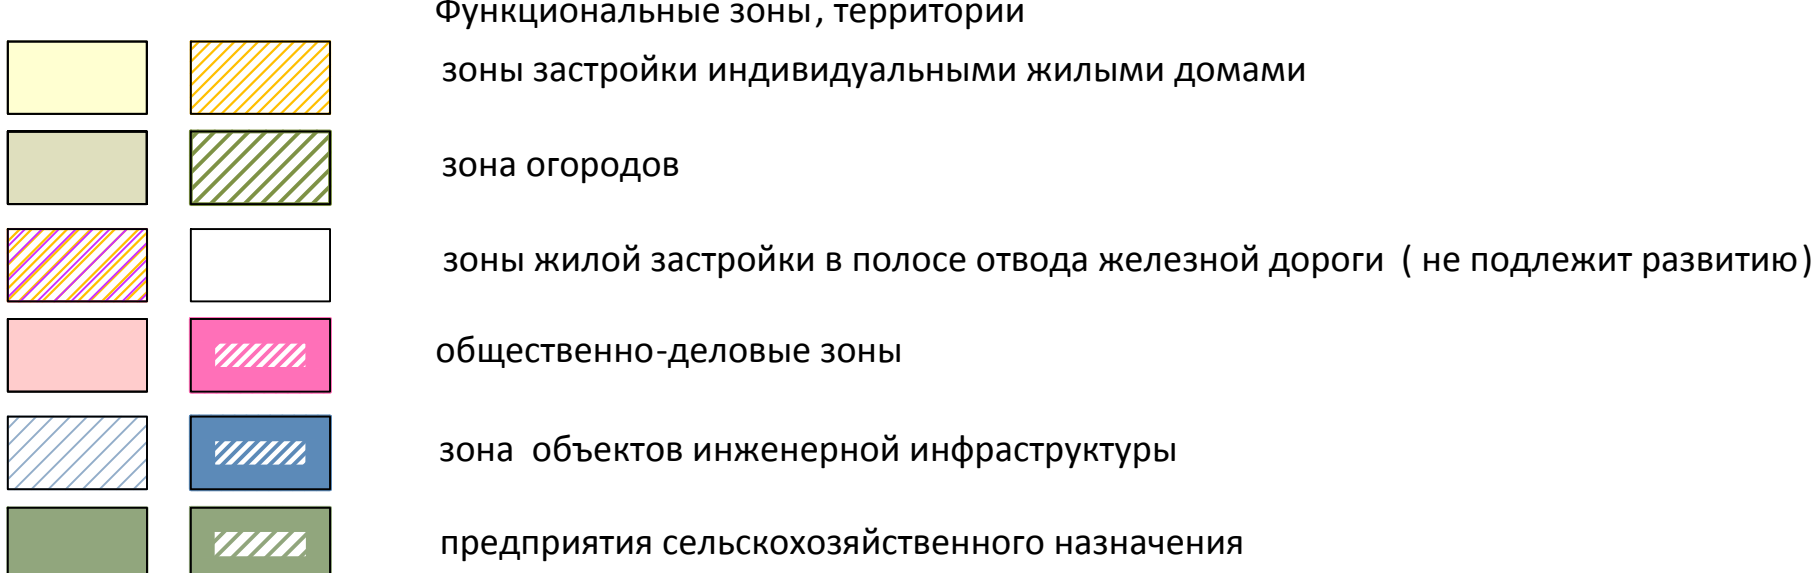 Функциональные зоны, территории
зоны застройки индивидуальными жилыми домами
зона огородов
зоны жилой застройки в полосе отвода железной дороги ( не подлежит развитию)
общественно-деловые зоны
зона объектов инженерной инфраструктуры
предприятия сельскохозяйственного назначения